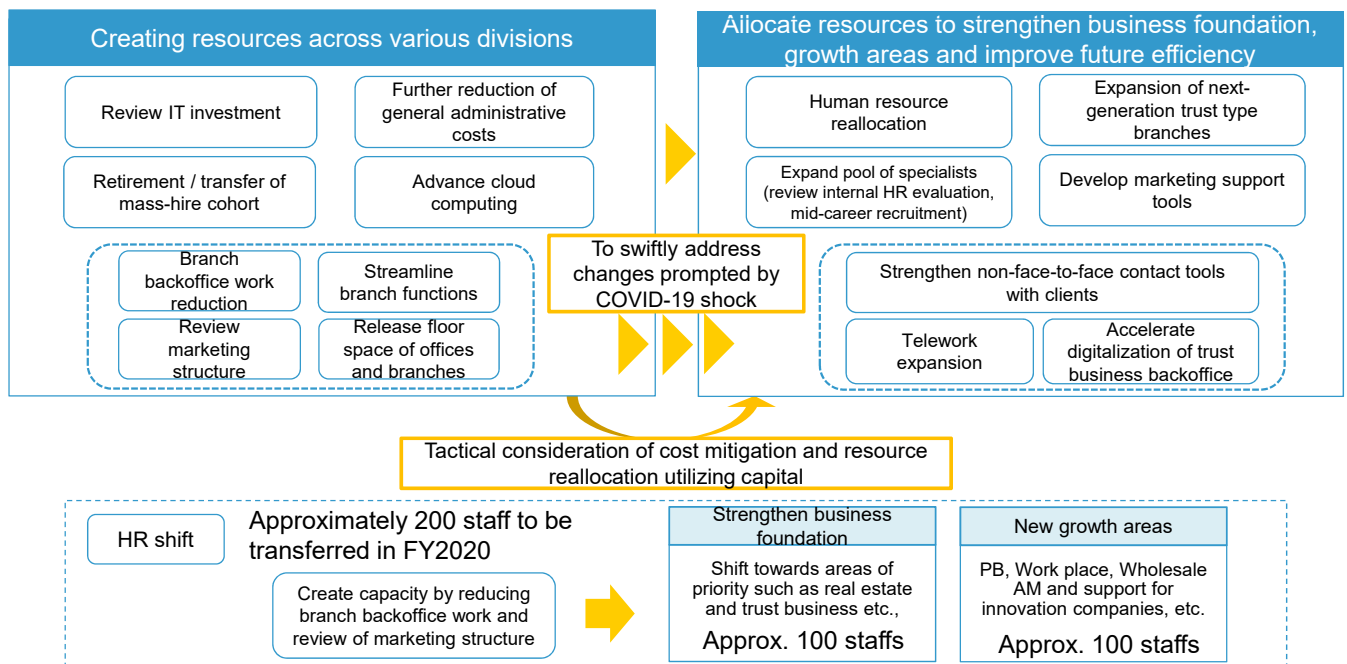 Creating resources across various divisions
Review IT investment
Further reduction of
general administrative
costs
Retirement / transfer of
mass-hire cohort
Advance cloud
computing
Branch
backoffice work
reduction
Streamline
branch functions
Review
marketing
structure
Release floor
space of offices
and branches
To swiftly address
changes prompted by
COVID-19 shock
Allocate resources to strengthen business foundation,
growth areas and improve future efficiency
Human resource
reallocation
Expansion of next-
generation trust type
branches
Expand pool of specialists
(review internal HR evaluation,
mid-career recruitment)
Develop marketing support
tools
Strengthen non-face-to-face contact tools
with clients
Telework
expansion
Accelerate
digitalization of trust
business backoffice
Tactical consideration of cost mitigation and resource
reallocation utilizing capital
HR shift
Approximately 200 staff to be
transferred in FY2020
Create capacity by reducing
branch backoffice work and
review of marketing structure
Strengthen business
foundation
Shift towards areas of
priority such as real estate
and trust business etc.,
Approx. 100 staffs
New growth areas
PB, Work place, Wholesale
AM and support for
innovation companies, etc.
Approx. 100 staffs